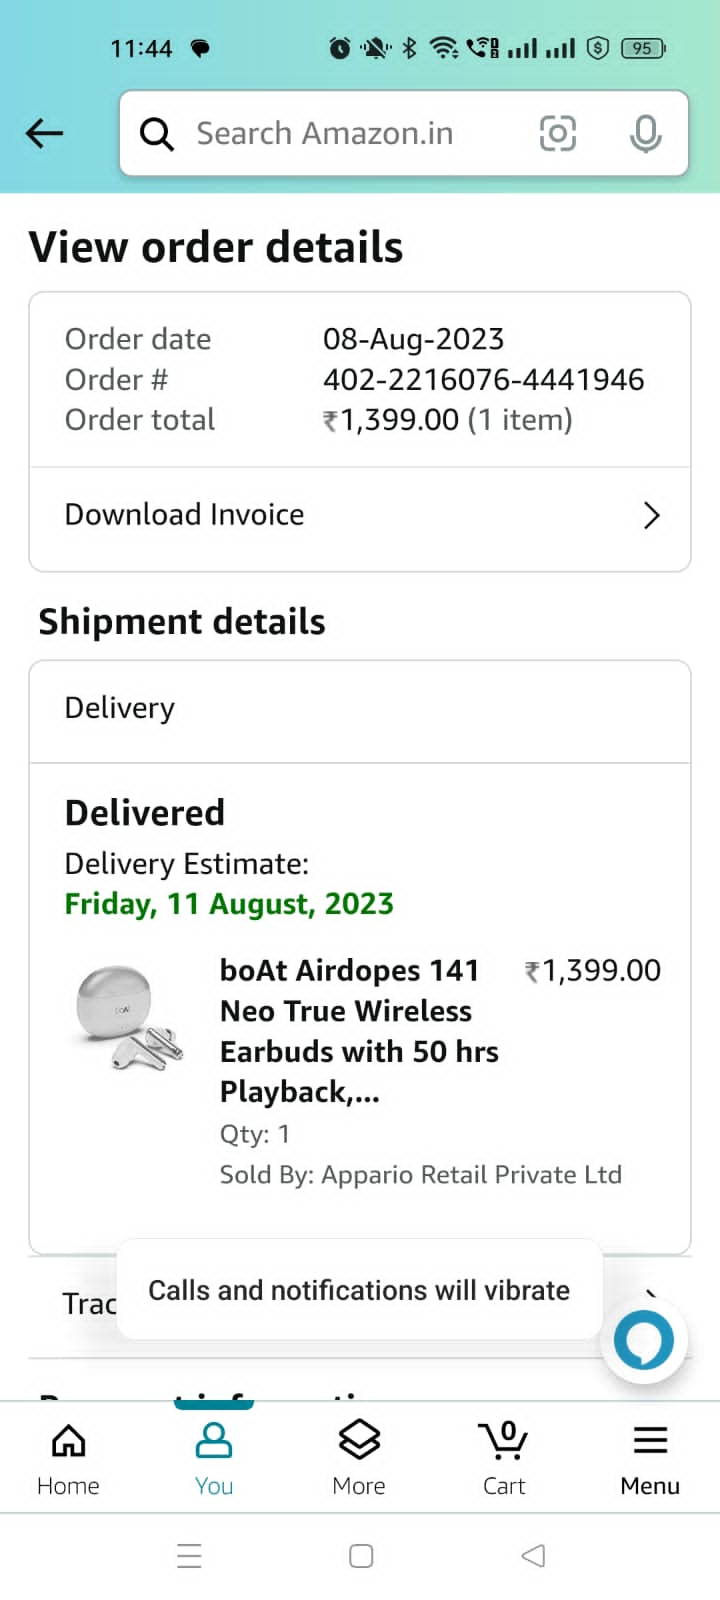 11:44
95
Search Amazon.in
View order details
Order date 08-Aug-2023
Order # 402-2216076-4441946
Order total ₹1,399.00 (1 item)
Download Invoice
Shipment details
Delivery
Delivered
Delivery Estimate:
Friday, 11 August, 2023
boAt Airdopes 141 ₹1,399.00
Neo True Wireless
Earbuds with 50 hrs
Playback,...
Qty: 1
Sold By: Appario Retail Private Ltd
Calls and notifications will vibrate
Trac
0
Home You More Cart Menu